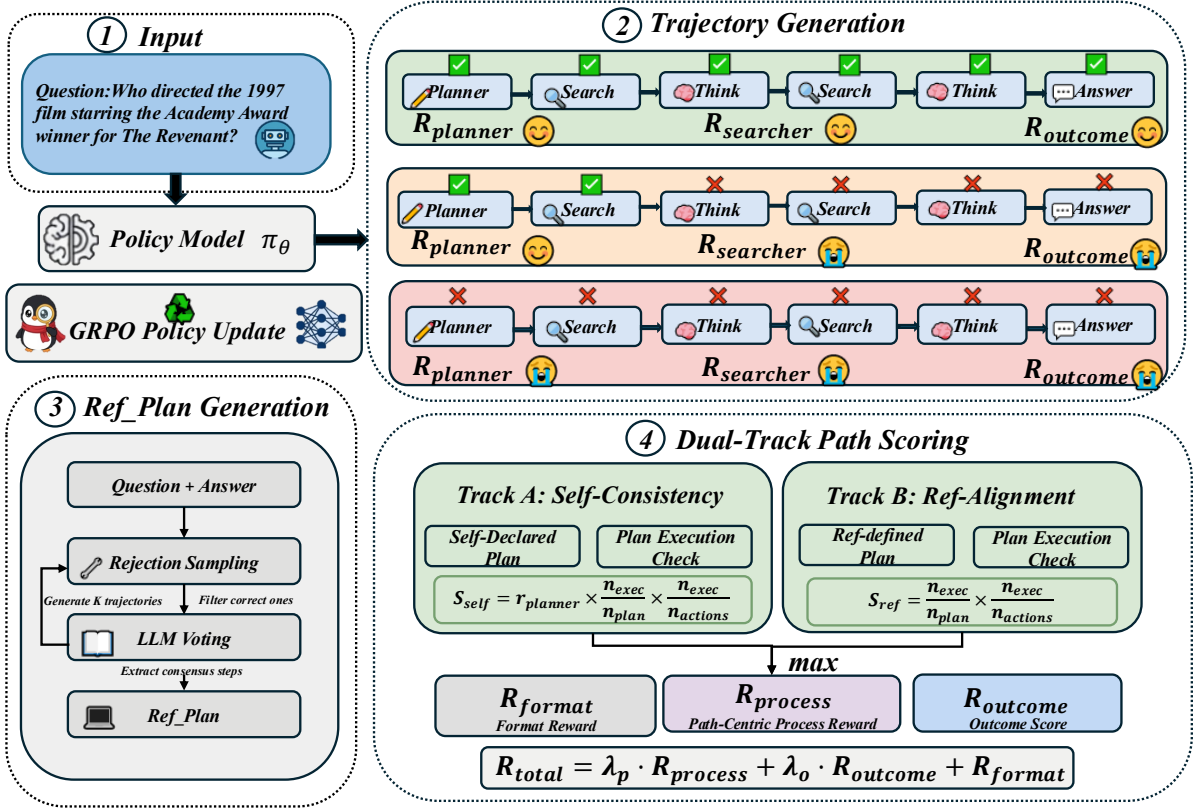 1 Input
Question:Who directed the 1997
film starring the Academy Award
winner for The Revenant?
Policy Model π_θ
GRPO Policy Update
2 Trajectory Generation
Planner Search Think Search Think Answer
R_planner R_searcher R_outcome
Planner Search Think Search Think Answer
R_planner R_searcher R_outcome
Planner Search Think Search Think Answer
R_planner R_searcher R_outcome
3 Ref_Plan Generation
Question + Answer
Rejection Sampling
Generate K trajectories Filter correct ones
LLM Voting
Extract consensus steps
Ref_Plan
4 Dual-Track Path Scoring
Track A: Self-Consistency
Self-Declared
Plan
Plan Execution
Check
S_self = r_planner × n_exec/n_plan × n_exec/n_actions
Track B: Ref-Alignment
Ref-defined
Plan
Plan Execution
Check
S_ref = n_exec/n_plan × n_exec/n_actions
max
R_format
Format Reward
R_process
Path-Centric Process Reward
R_outcome
Outcome Score
R_total = λ_p · R_process + λ_o · R_outcome + R_format